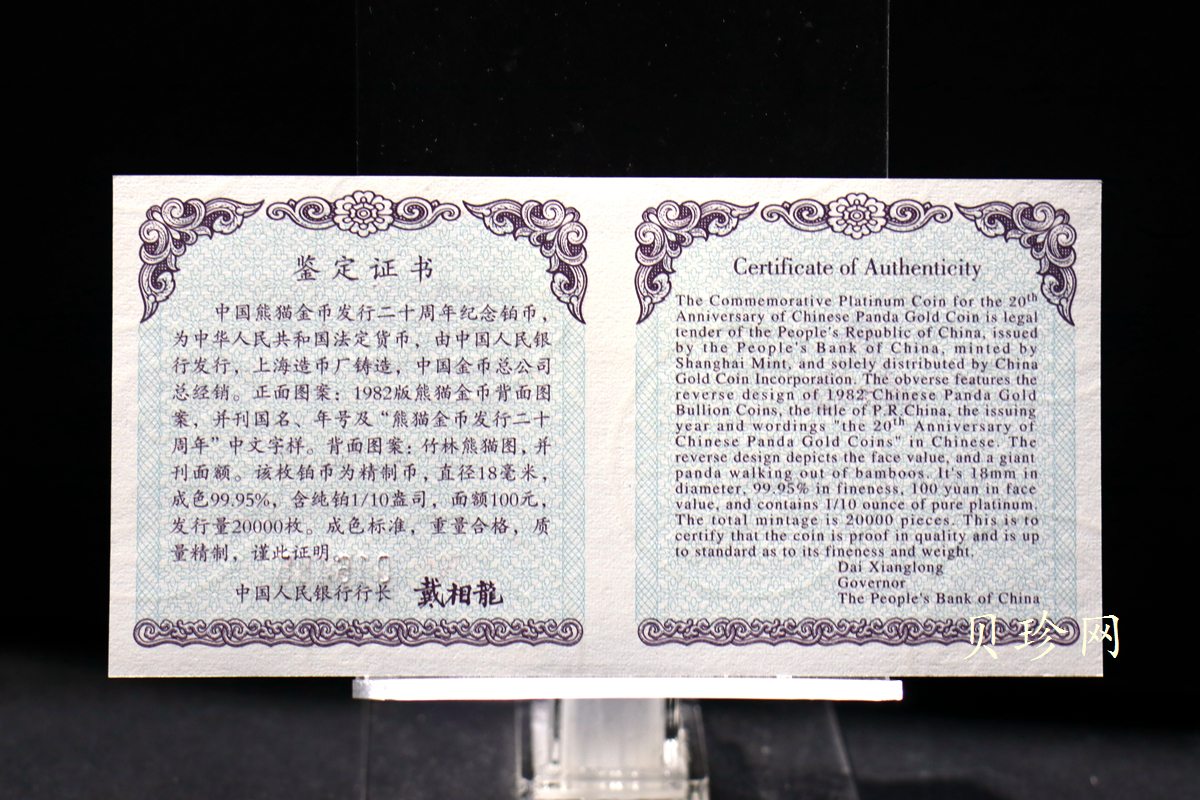 鉴定证书
中国熊猫金币发行二十周年纪念铂币，
为中华人民共和国法定货币，由中国人民银
行发行，上海造币厂铸造，中国金币总公司
总经销。正面图案：1982版熊猫金币背面图
案，并刊国名、年号及“熊猫金币发行二十
周年”中文字样。背面图案：竹林熊猫图，并
刊面额。该枚铂币为精制币，直径18毫米，
成色99.95%，含纯铂1/10盎司，面额100元，
发行量20000枚。成色标准，重量合格，质
量精制，谨此证明。
中国人民银行行长 戴相龍
Certificate of Authenticity
The Commemorative Platinum Coin for the 20th
Anniversary of Chinese Panda Gold Coin is legal
tender of the People's Republic of China, issued
by the People's Bank of China, minted by
Shanghai Mint, and solely distributed by China
Gold Coin Incorporation. The obverse features the
reverse design of 1982 Chinese Panda Gold
Bullion Coins, the title of P.R.China, the issuing
year and wordings "the 20th Anniversary of
Chinese Panda Gold Coins" in Chinese. The
reverse design depicts the face value, and a giant
panda walking out of bamboos. It's 18mm in
diameter, 99.95% in fineness, 100 yuan in face
value, and contains 1/10 ounce of pure platinum.
The total mintage is 20000 pieces. This is to
certify that the coin is proof in quality and is up
to standard as to its fineness and weight.
Dai Xianglong
Governor
The People's Bank of China
贝珍网